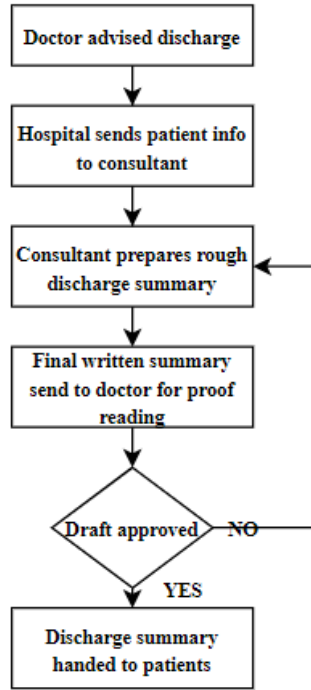 Doctor advised discharge
Hospital sends patient info
to consultant
Consultant prepares rough
discharge summary
Final written summary
send to doctor for proof
reading
Draft approved
NO
YES
Discharge summary
handed to patients